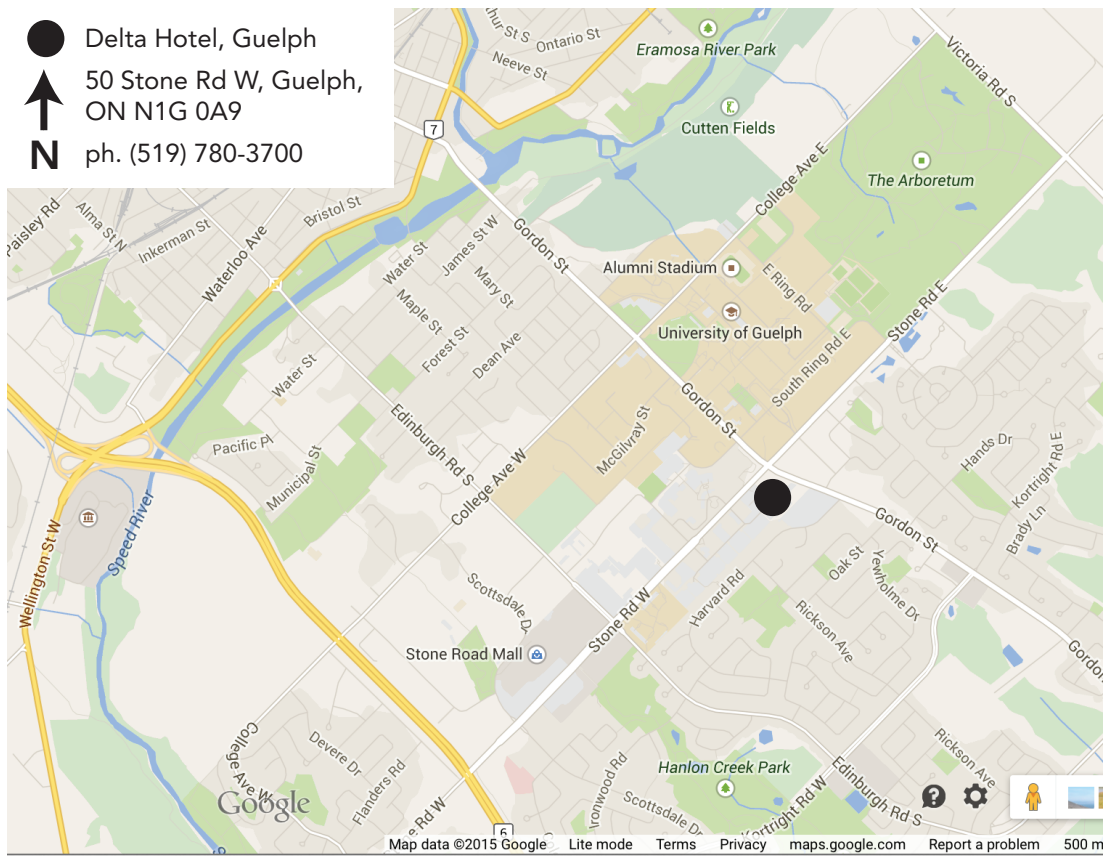 Delta Hotel, Guelph
50 Stone Rd W, Guelph,
ON N1G 0A9
N
ph. (519) 780-3700
Ontario St
Neeve St
Eramosa River Park
Victoria Rd S
Cutten Fields
7
College Ave E
The Arboretum
Paisley Rd
Alma St N
Inkerman St
Bristol St
Waterloo Ave
Water St
James St W
Gordon St
Mary St
Alumni Stadium
E Ring Rd
Maple St
Forest St
Dean Ave
University of Guelph
Stone Rd E
South Ring Rd E
Water St
Gordon St
Edinburgh Rd S
McGilvray St
Pacific Pl
Municipal St
College Ave W
Hands Dr
Kortright Rd E
Speed River
Wellington St W
Gordon St
Brady Ln
Oak St
Yewholme Dr
Scottsdale D
Harvard Rd
Stone Rd W
Rickson Ave
Stone Road Mall
Gordon
College Ave W
Devere Dr
Flanders Rd
Ironwood Rd
Hanlon Creek Park
Rickson Ave
Edinburgh Rd S
Scottsdale Dr
Kortright Rd W
Google
e Rd W
6
Map data ©2015 Google
Lite mode
Terms
Privacy
maps.google.com
Report a problem
500 m